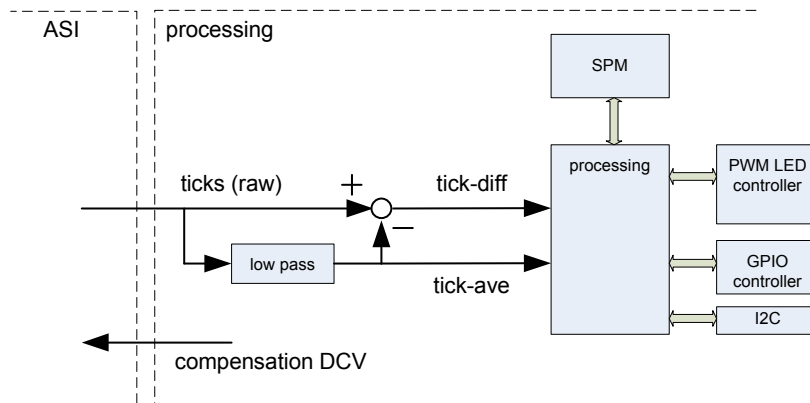 ASI
processing
SPM
processing
PWM LED
controller
ticks (raw)
+
tick-diff
−
low pass
tick-ave
GPIO
controller
I2C
compensation DCV